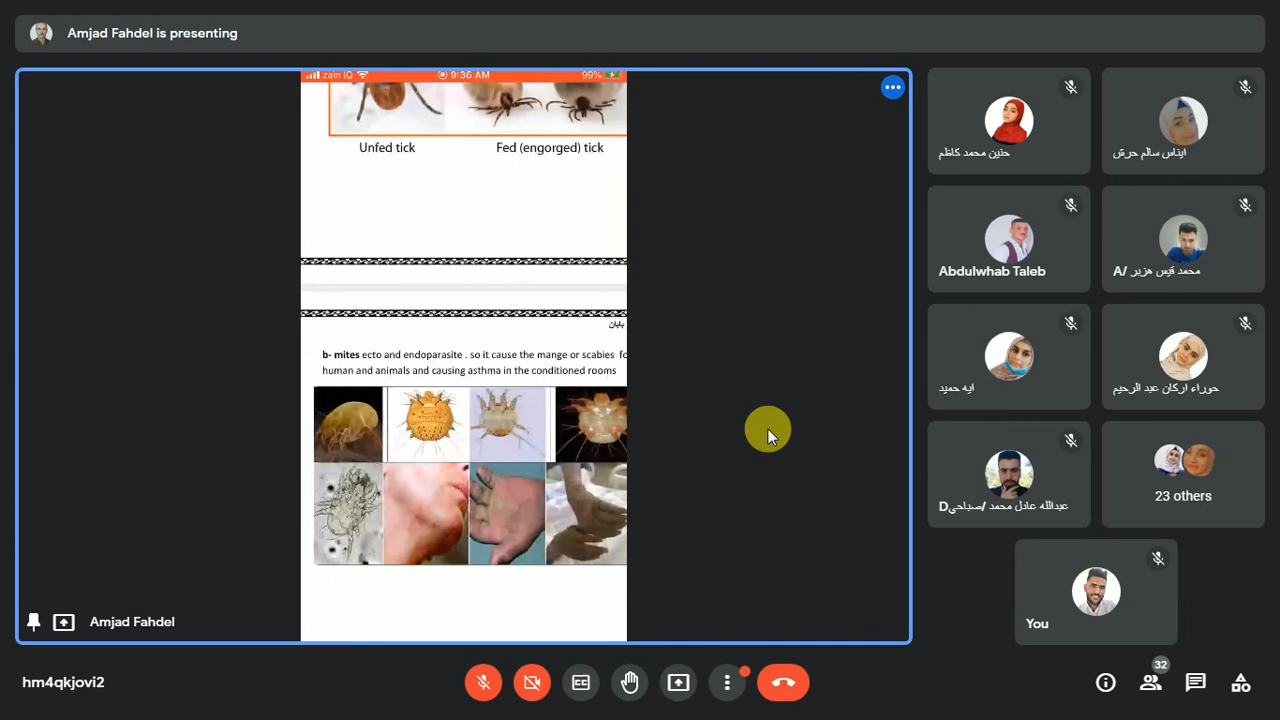 Amjad Fahdel is presenting
zain IQ
9:36 AM
99%
Unfed tick
Fed (engorged) tick
بابان
b- mites ecto and endoparasite . so it cause the mange or scabies fo
human and animals and causing asthma in the conditioned rooms
Amjad Fahdel
حنين محمد كاظم
ايناس سالم حرش
Abdulwhab Taleb
محمد قيس هزبر /A
ايه حميد
حوراء اركان عبد الرحيم
عبدالله عادل محمد /صباحيD
23 others
You
hm4qkjovi2
32